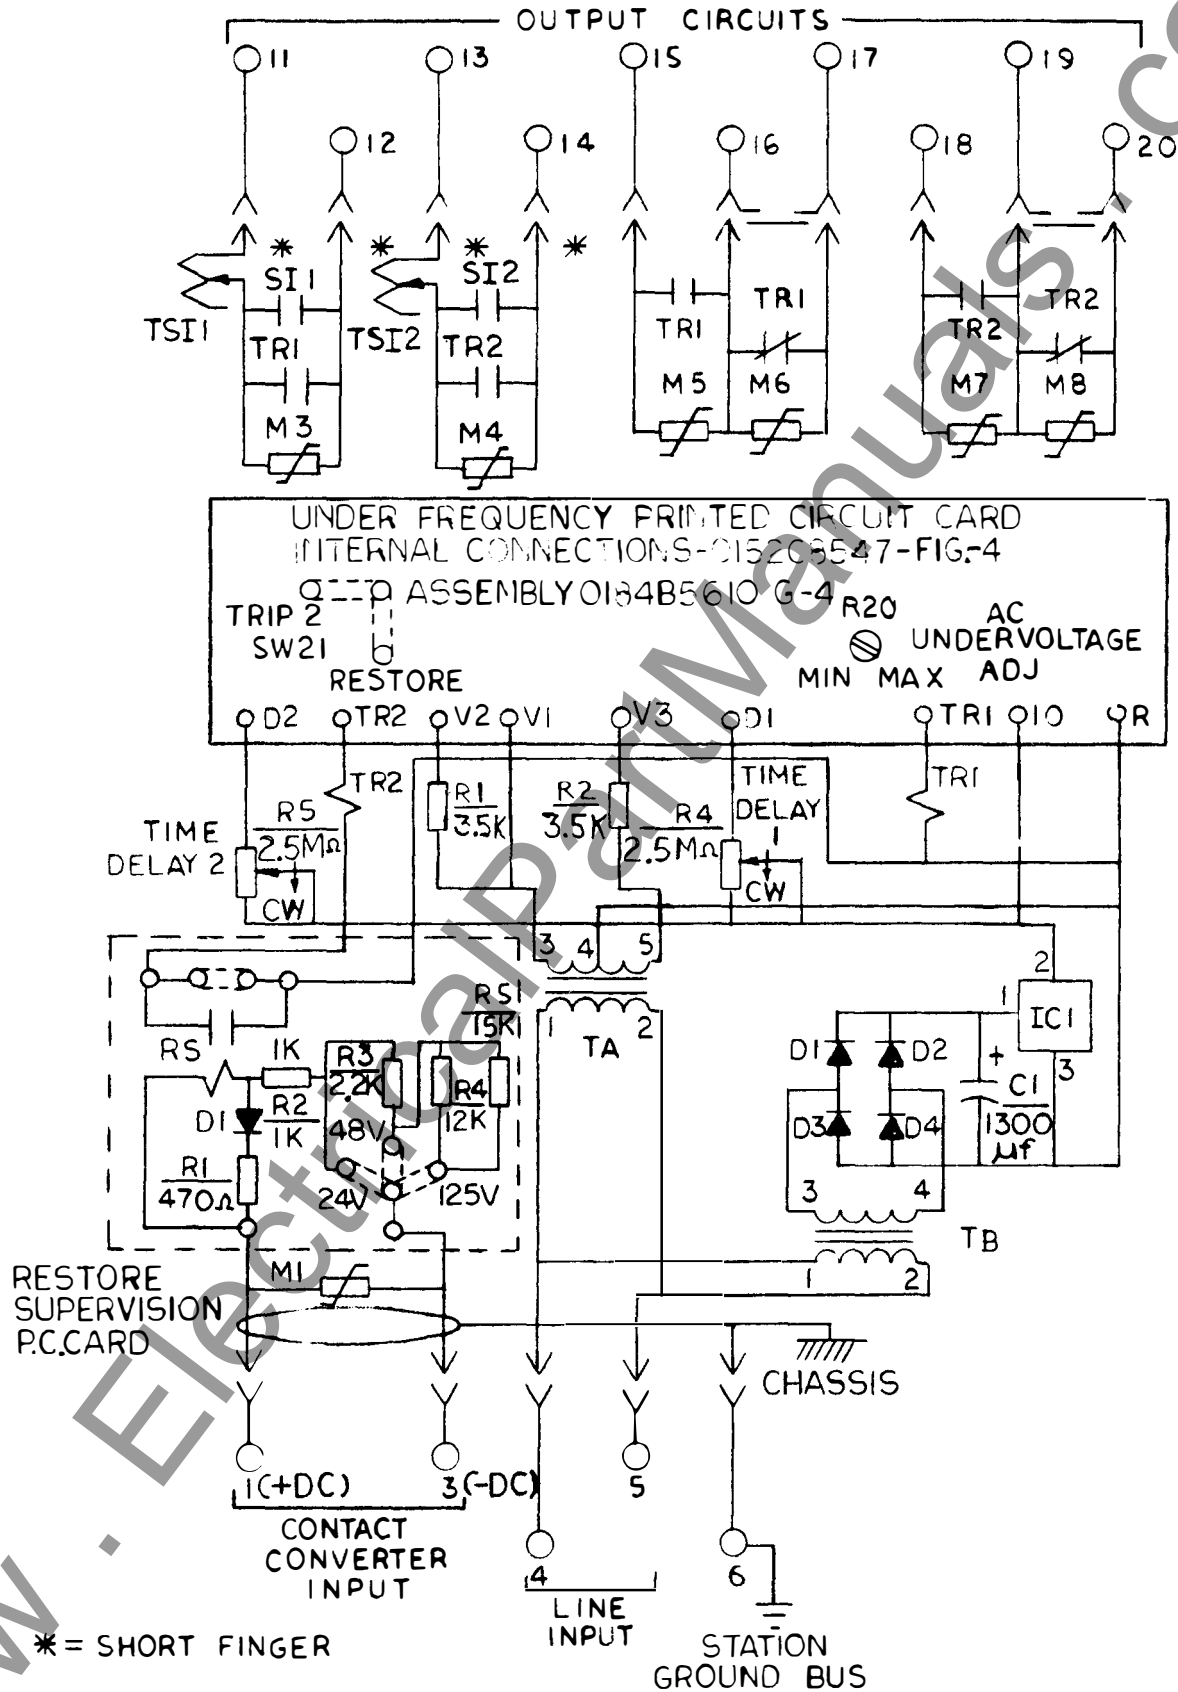 OUTPUT CIRCUITS
11 13 15 17 19
12 14 16 18 20
* * * *
SI1 SI2
TSI1 TSI2
TR1 TR2 TR1 TR1 TR2 TR2
M3 M4 M5 M6 M7 M8
UNDER FREQUENCY PRINTED CIRCUIT CARD
INTERNAL CONNECTIONS-0152C8547-FIG.-4
ASSEMBLY 0184B5610 G-4
TRIP 2
SW21
RESTORE
R20
MIN MAX
AC
UNDERVOLTAGE
ADJ
D2 TR2 V2 V1 V3 D1 TR1 10 R
TR2
R1
3.5K
R2
3.5K
TIME
DELAY
1
TR1
TIME
DELAY 2
R5
2.5MΩ
CW
R4
2.5MΩ
CW
3 4 5
1 2
TA
2
1
IC1
3
RS
1K
R3
2.2K
R5
15K
R4
12K
D1
R2
1K
48V
R1
470Ω
24V
125V
D1 D2
D3 D4
+
C1
1300
μf
3 4
1 2
TB
M1
RESTORE
SUPERVISION
P.C.CARD
CHASSIS
1(+DC)
3(-DC)
5
CONTACT
CONVERTER
INPUT
4
6
LINE
INPUT
STATION
GROUND BUS
* = SHORT FINGER
w . ElectricalPartManuals . co